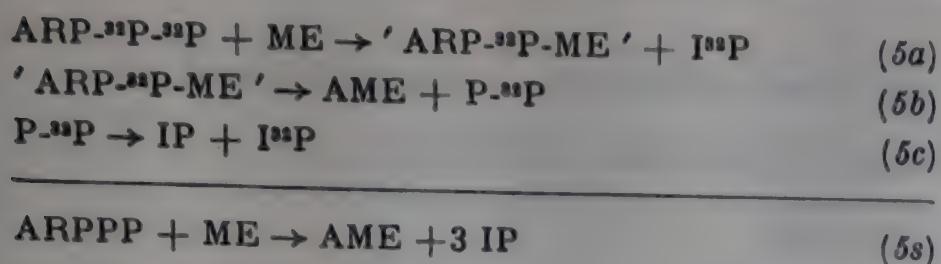 ARP-³²P-³²P + ME → ' ARP-³²P-ME ' + I³²P (5a)
' ARP-³²P-ME ' → AME + P-³²P (5b)
P-³²P → IP + I³²P (5c)
ARPPP + ME → AME +3 IP (5s)